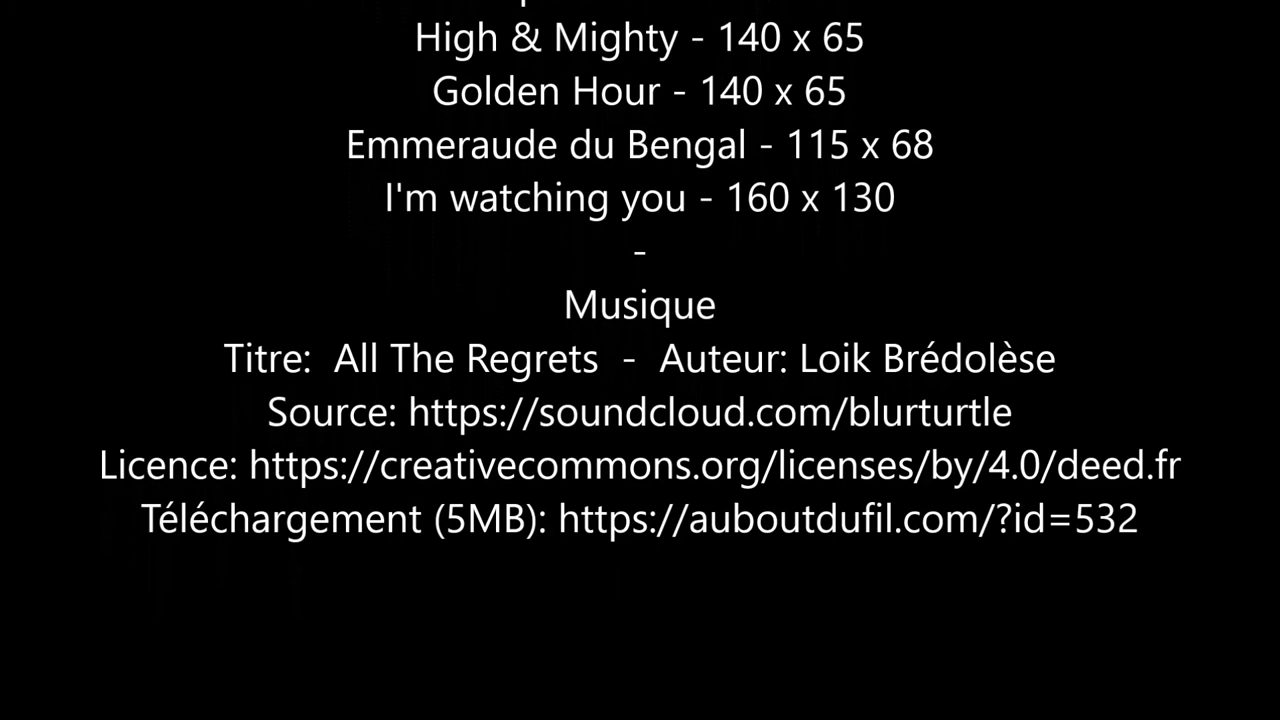 High & Mighty - 140 x 65
Golden Hour - 140 x 65
Emmeraude du Bengal - 115 x 68
I'm watching you - 160 x 130
-
Musique
Titre:  All The Regrets  -  Auteur: Loik Brédolèse
Source: https://soundcloud.com/blurturtle
Licence: https://creativecommons.org/licenses/by/4.0/deed.fr
Téléchargement (5MB): https://auboutdufil.com/?id=532